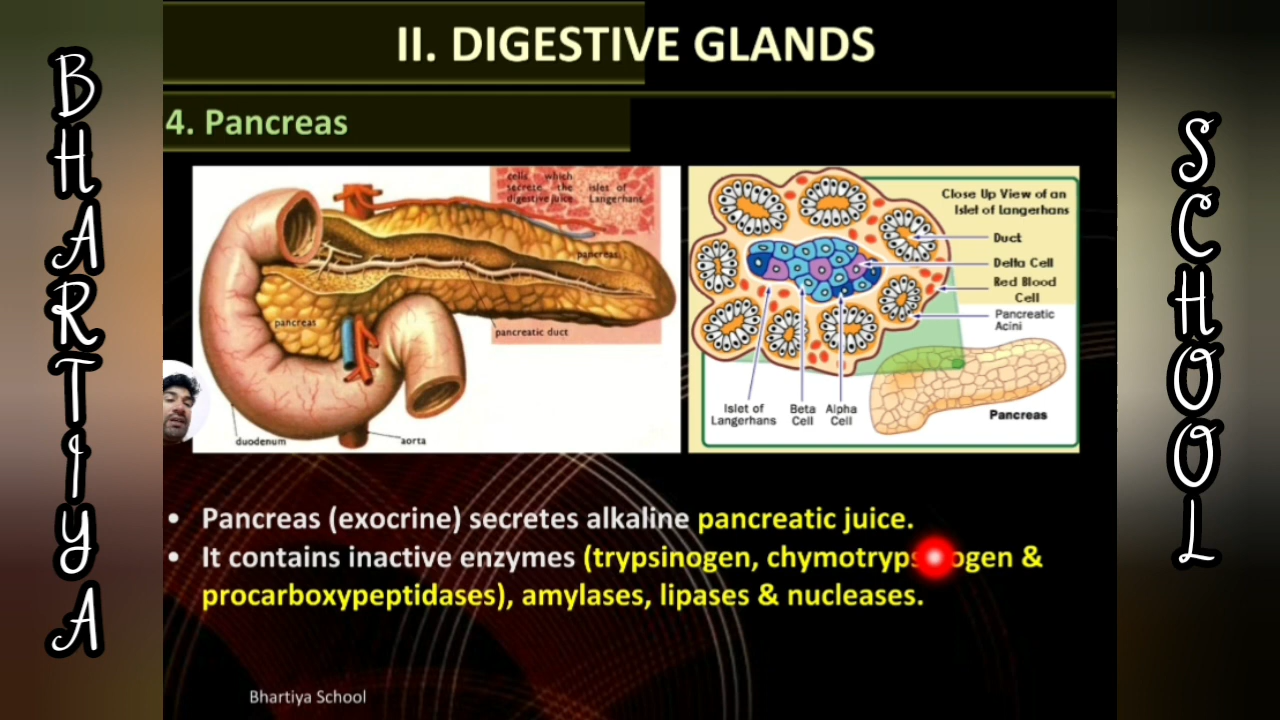 BHARTIYA
II. DIGESTIVE GLANDS
4. Pancreas
cells which
secrete the islets of
digestive juice Langerhans
pancreas
pancreas
pancreatic duct
duodenum
aorta
Close Up View of an
Islet of Langerhans
Duct
Delta Cell
Red Blood
Cell
Pancreatic
Acini
Islet of
Langerhans
Beta
Cell
Alpha
Cell
Pancreas
• Pancreas (exocrine) secretes alkaline pancreatic juice.
• It contains inactive enzymes (trypsinogen, chymotrypsinogen &
procarboxypeptidases), amylases, lipases & nucleases.
Bhartiya School
SCHOOL